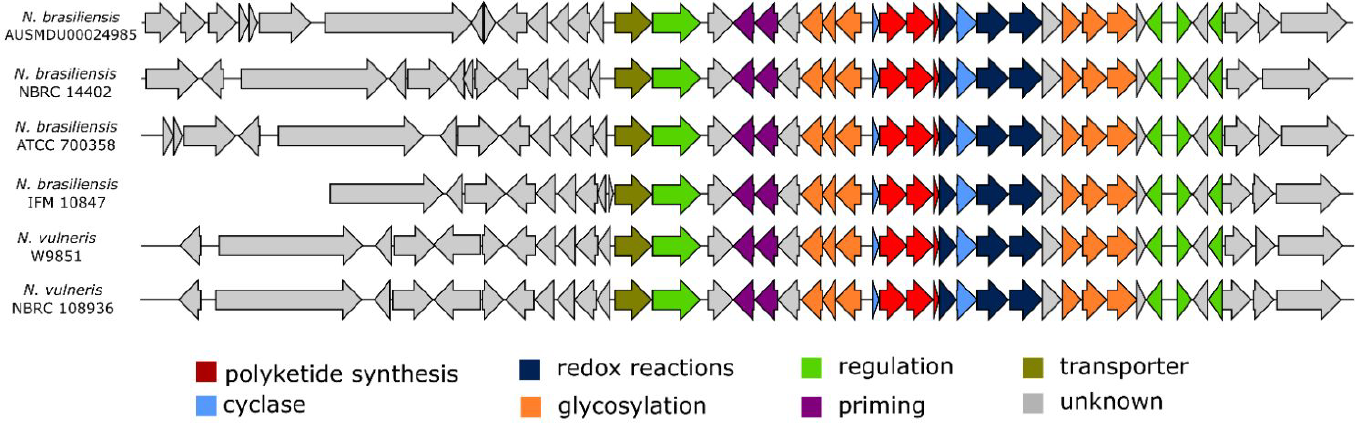 N. brasiliensis
AUSMDU00024985
N. brasiliensis
NBRC 14402
N. brasiliensis
ATCC 700358
N. brasiliensis
IFM 10847
N. vulneris
W9851
N. vulneris
NBRC 108936
polyketide synthesis
redox reactions
regulation
transporter
cyclase
glycosylation
priming
unknown